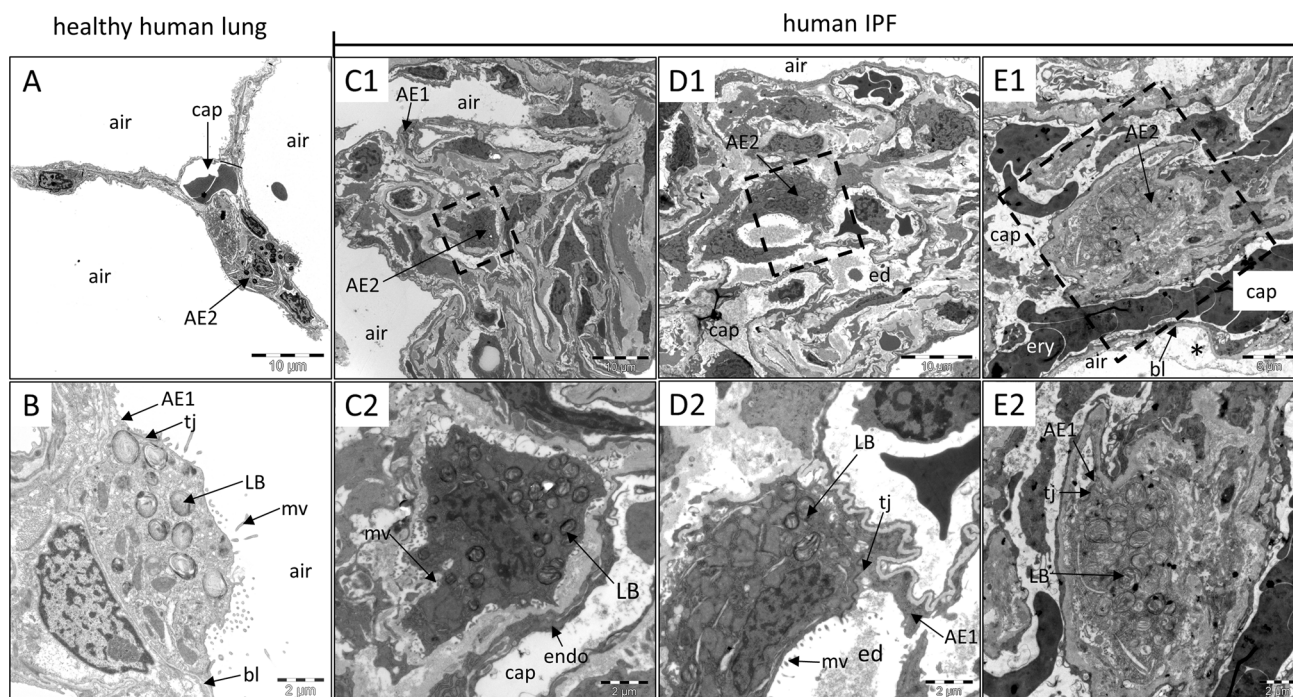 healthy human lung
human IPF
A
air
cap
air
air
AE2
10 µm
C1
AE1
air
AE2
air
10 µm
D1
air
AE2
ed
cap
10 µm
E1
AE2
cap
cap
ery
air
bl
*
5 µm
B
AE1
tj
LB
mv
air
bl
2 µm
C2
mv
LB
endo
cap
2 µm
D2
LB
tj
AE1
ed
mv
2 µm
E2
AE1
tj
LB
2 µm